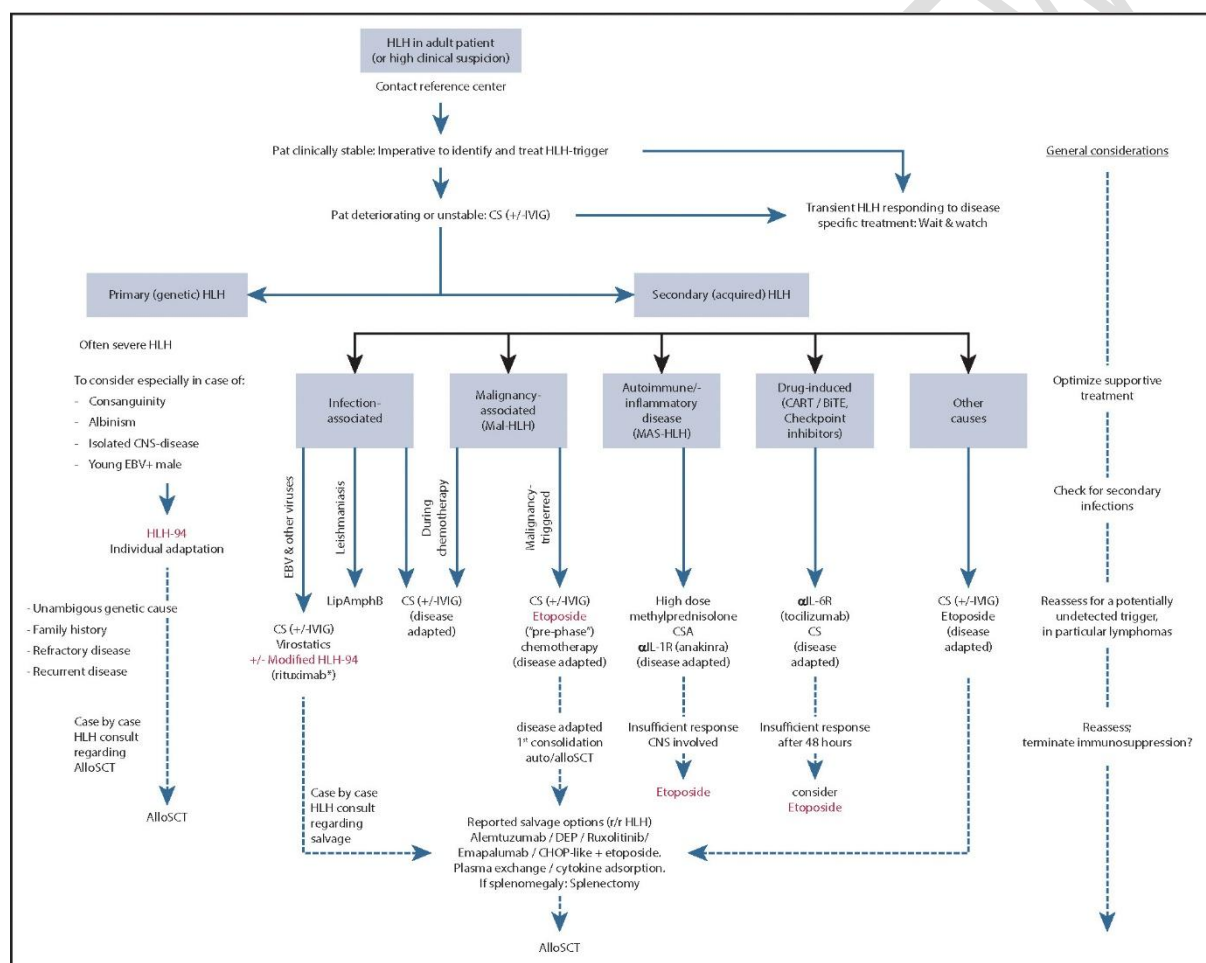 HLH in adult patient
(or high clinical suspicion)
Contact reference center
Pat clinically stable: Imperative to identify and treat HLH-trigger
General considerations
Pat deteriorating or unstable: CS (+/-IVIG)
Transient HLH responding to disease
specific treatment: Wait & watch
Primary (genetic) HLH
Secondary (acquired) HLH
Often severe HLH
To consider especially in case of:
- Consanguinity
- Albinism
- Isolated CNS-disease
- Young EBV+ male
HLH-94
Individual adaptation
- Unambigous genetic cause
- Family history
- Refractory disease
- Recurrent disease
Case by case
HLH consult
regarding
AlloSCT
AlloSCT
Infection-
associated
Malignancy-
associated
(Mal-HLH)
Autoimmune/-
inflammatory
disease
(MAS-HLH)
Drug-induced
(CART / BiTE,
Checkpoint
inhibitors)
Other
causes
EBV & other viruses
Leishmaniasis
During
chemotherapy
Malignancy-
triggerred
CS (+/-IVIG)
Virostatics
+/- Modified HLH-94
(rituximab*)
LipAmphB
CS (+/-IVIG)
(disease
adapted)
CS (+/-IVIG)
Etoposide
("pre-phase")
chemotherapy
(disease adapted)
High dose
methylprednisolone
CSA
αIL-1R (anakinra)
(disease adapted)
αIL-6R
(tocilizumab)
CS
(disease
adapted)
CS (+/-IVIG)
Etoposide
(disease
adapted)
disease adapted
1st consolidation
auto/alloSCT
Insufficient response
CNS involved
Etoposide
Insufficient response
after 48 hours
consider
Etoposide
Case by case
HLH consult
regarding
salvage
Reported salvage options (r/r HLH)
Alemtuzumab / DEP / Ruxolitinib/
Emapalumab / CHOP-like + etoposide.
Plasma exchange / cytokine adsorption.
If splenomegaly: Splenectomy
AlloSCT
Optimize supportive
treatment
Check for secondary
infections
Reassess for a potentially
undetected trigger,
in particular lymphomas
Reassess;
terminate immunosuppression?